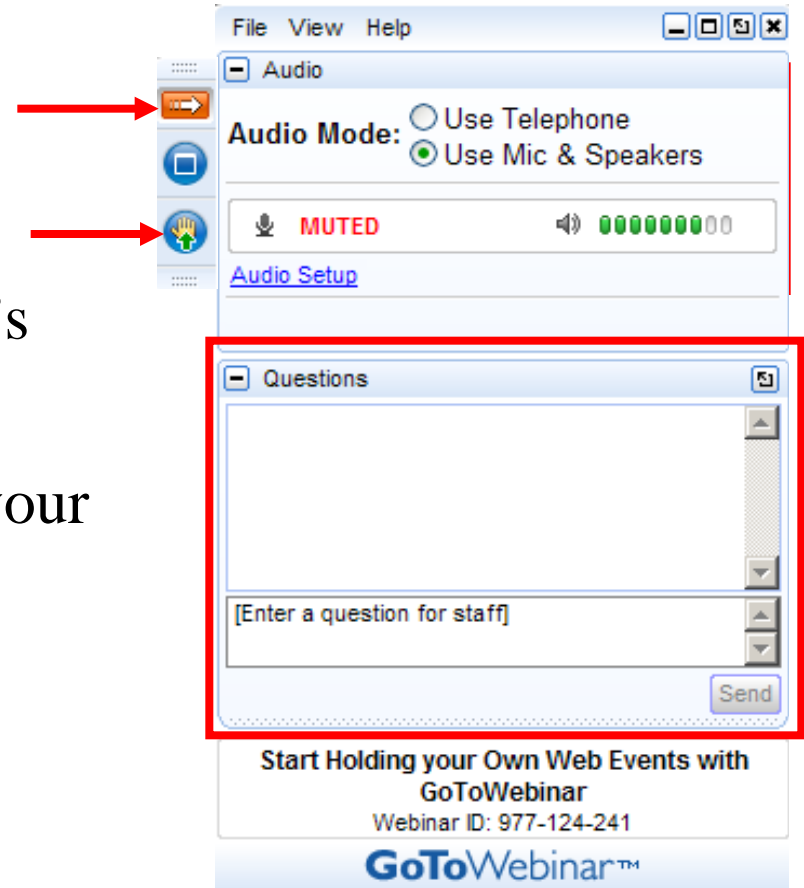 File View Help
Audio
Audio Mode:
Use Telephone
Use Mic & Speakers
MUTED
Audio Setup
's
Questions
your
[Enter a question for staff]
Send
Start Holding your Own Web Events with
GoToWebinar
Webinar ID: 977-124-241
GoToWebinar™